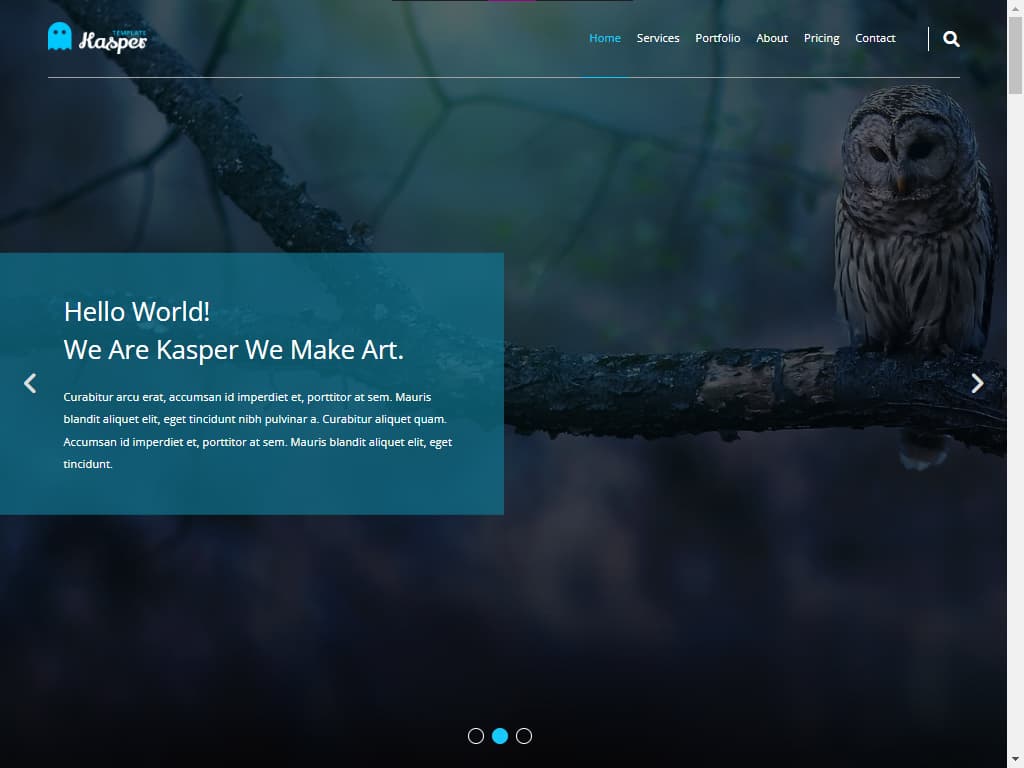 TEMPLATE
Kasper
Home Services Portfolio About Pricing Contact
Hello World!
We Are Kasper We Make Art.
Curabitur arcu erat, accumsan id imperdiet et, porttitor at sem. Mauris
blandit aliquet elit, eget tincidunt nibh pulvinar a. Curabitur aliquet quam.
Accumsan id imperdiet et, porttitor at sem. Mauris blandit aliquet elit, eget
tincidunt.